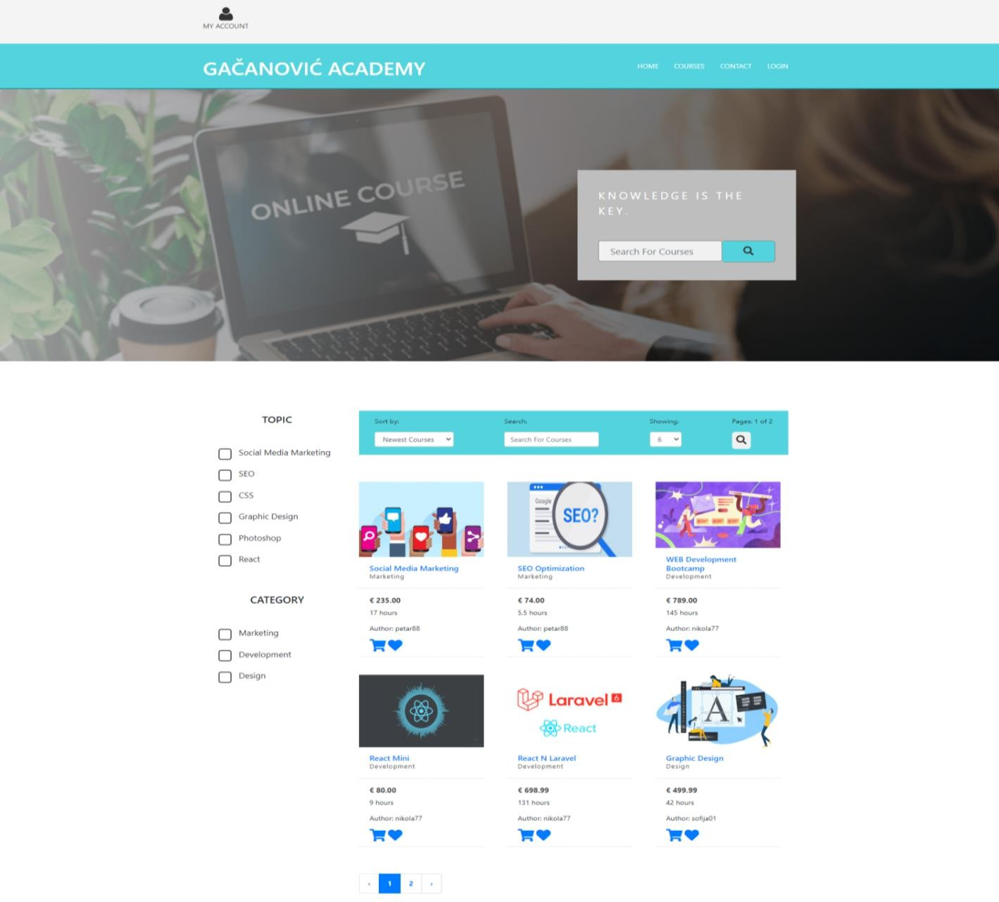 MY ACCOUNT
GAČANOVIĆ ACADEMY
HOME COURSES CONTACT LOGIN
ONLINE COURSE
KNOWLEDGE IS THE
KEY.
Search For Courses
TOPIC
Social Media Marketing
SEO
CSS
Graphic Design
Photoshop
React
CATEGORY
Marketing
Development
Design
Sort by: Search: Showing: Pages: 1 of 2
Newest Courses Search For Courses 6
Social Media Marketing
Marketing
€ 235.00
17 hours
Author: petar88
Google
SEO?
SEO Optimization
Marketing
€ 74.00
5.5 hours
Author: petar88
WEB Development
Bootcamp
Development
€ 789.00
145 hours
Author: nikola77
React Mini
Development
€ 80.00
9 hours
Author: nikola77
Laravel 6
React
React N Laravel
Development
€ 698.99
131 hours
Author: nikola77
A
Graphic Design
Design
€ 499.99
42 hours
Author: sofija01
‹ 1 2 ›